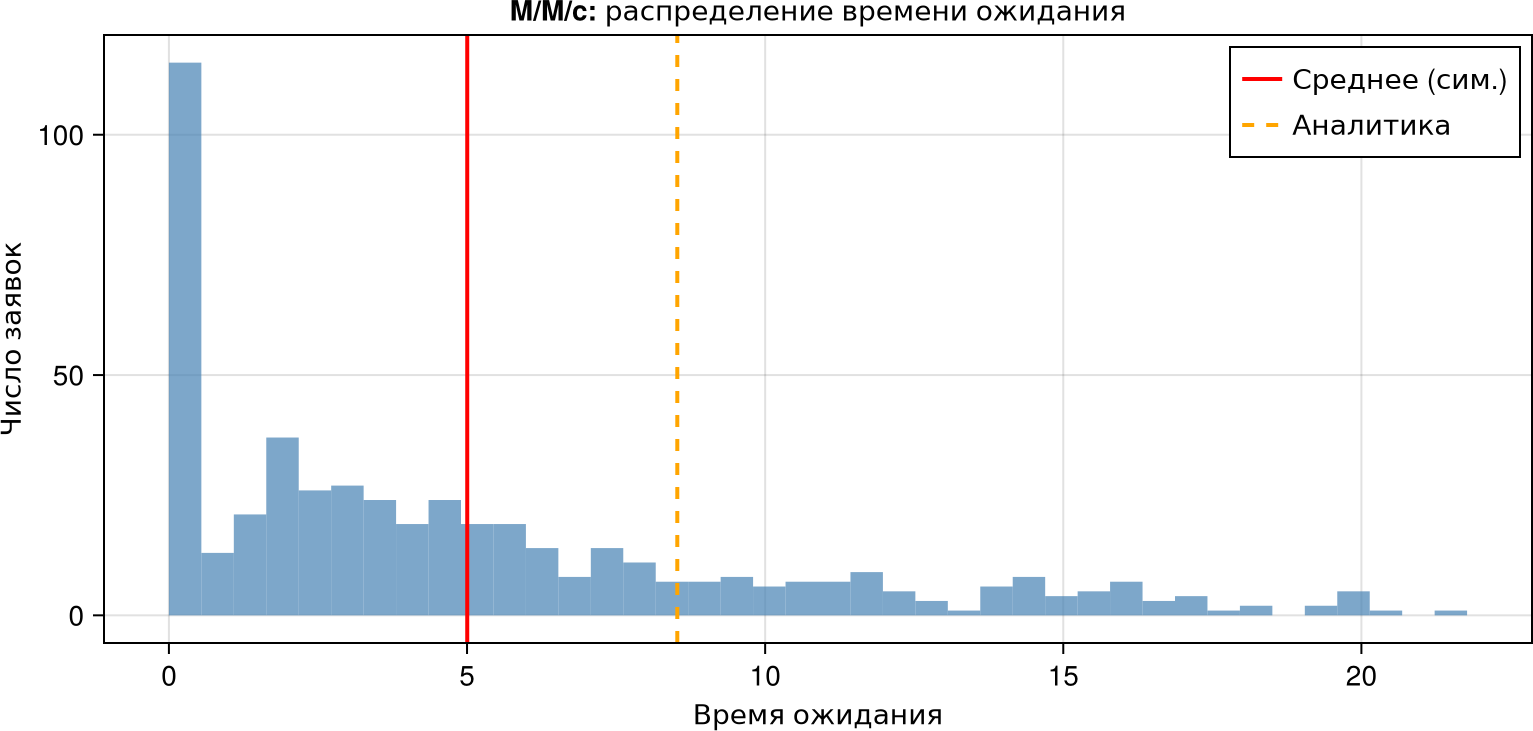 M/M/c: распределение времени ожидания
Среднее (сим.)
Аналитика
Число заявок
100
50
0
0 5 10 15 20
Время ожидания